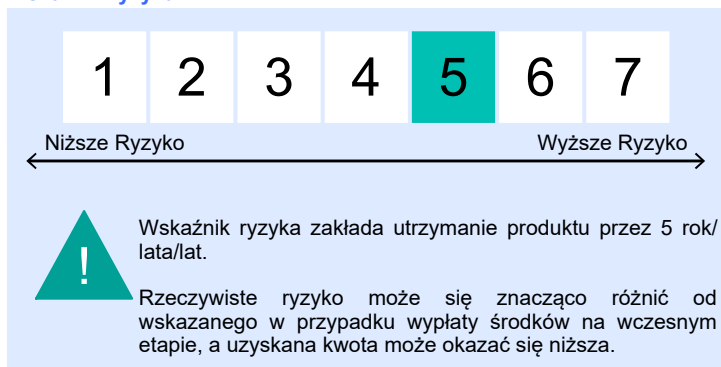 1 2 3 4 5 6 7
Niższe Ryzyko Wyższe Ryzyko
!
Wskaźnik ryzyka zakłada utrzymanie produktu przez 5 rok/
lata/lat.
Rzeczywiste ryzyko może się znacząco różnić od
wskazanego w przypadku wypłaty środków na wczesnym
etapie, a uzyskana kwota może okazać się niższa.